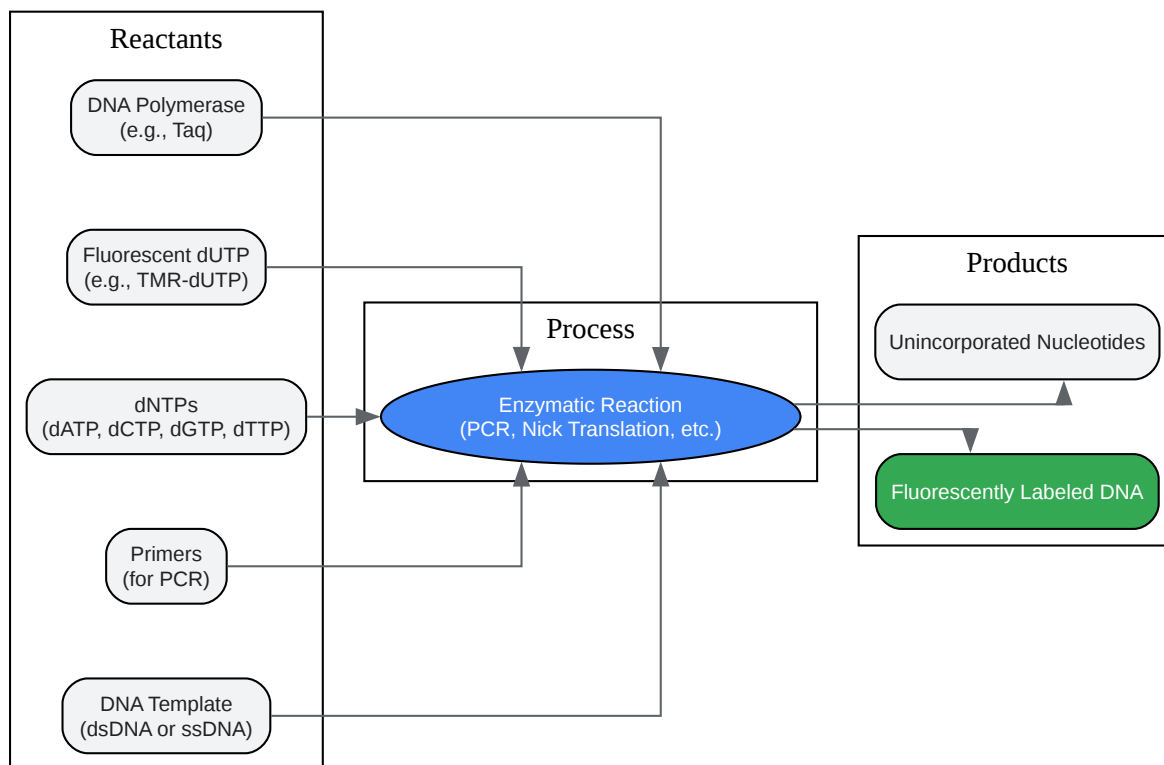 Reactants
DNA Polymerase
(e.g., Taq)
Fluorescent dUTP
(e.g., TMR-dUTP)
dNTPs
(dATP, dCTP, dGTP, dTTP)
Primers
(for PCR)
DNA Template
(dsDNA or ssDNA)
Process
Enzymatic Reaction
(PCR, Nick Translation, etc.)
Products
Unincorporated Nucleotides
Fluorescently Labeled DNA